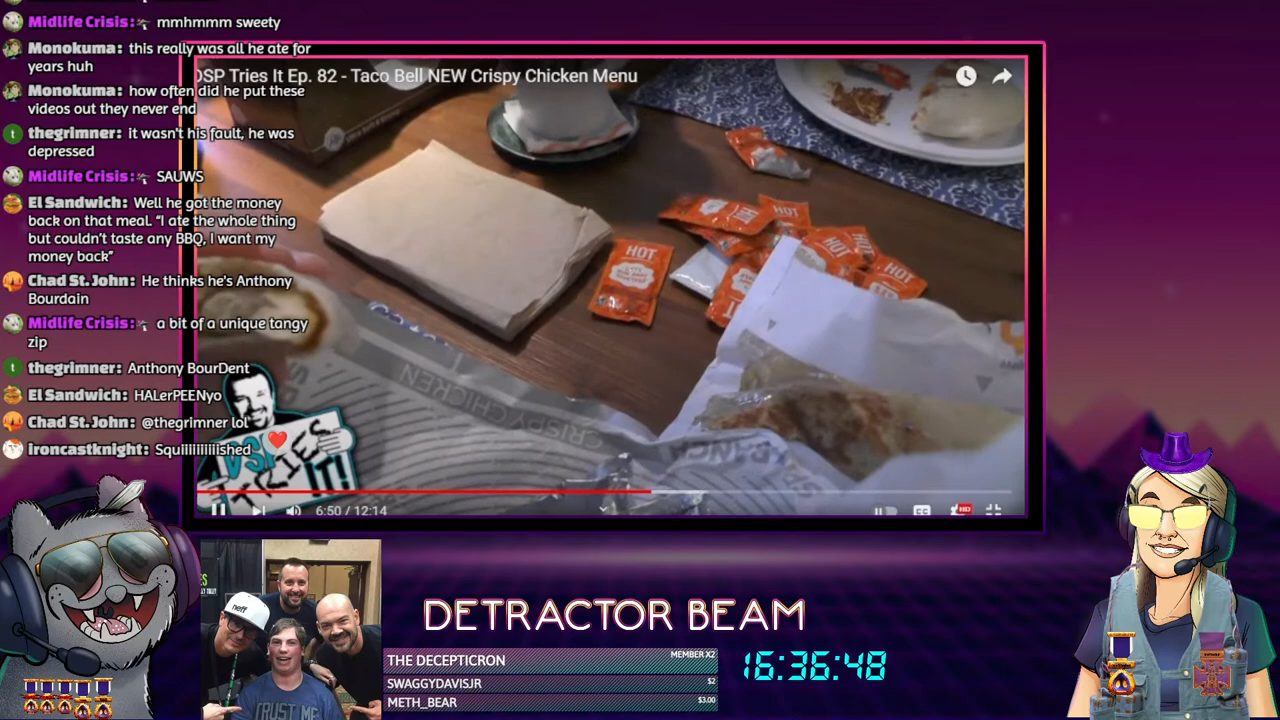 Midlife Crisis: mmhmmm sweety
Monokuma: this really was all he ate for
years huh
Monokuma: how often did he put these
videos out they never end
thegrimner: it wasn't his fault, he was
depressed
Midlife Crisis: SAUWS
El Sandwich: Well he got the money
back on that meal. “I ate the whole thing
but couldn’t taste any BBQ, I want my
money back”
Chad St. John: He thinks he's Anthony
Bourdain
Midlife Crisis: a bit of a unique tangy
zip
thegrimner: Anthony BourDent
El Sandwich: HALerPEENyo
Chad St. John: @thegrimner lol
ironcastknight: Squiiiiiiiiiished
DSP Tries It Ep. 82 - Taco Bell NEW Crispy Chicken Menu
HOT
HOT
HOT
HOT
HOT
CRISPY CHICKEN
RANCH
DSP
TRIES
IT!
6:50 / 12:14
CC
HD
neff
TRUST ME
DETRACTOR BEAM
THE DECEPTICRON MEMBER X2
SWAGGYDAVISJR $2
METH_BEAR $3.00
16:36:48